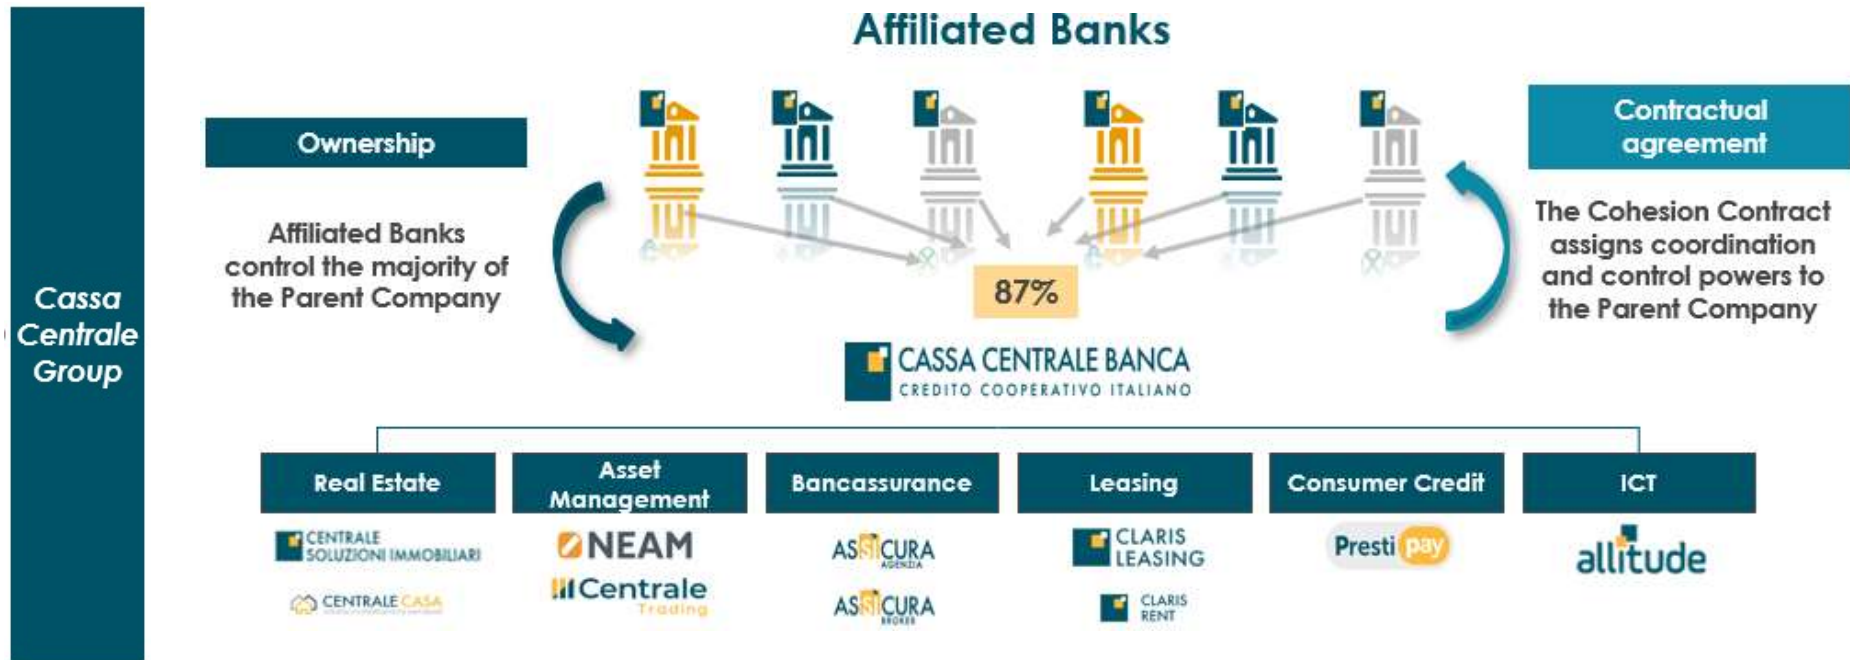 Affiliated Banks
Cassa
Centrale
Group
Ownership
Affiliated Banks
control the majority of
the Parent Company
87%
Contractual
agreement
The Cohesion Contract
assigns coordination
and control powers to
the Parent Company
CASSA CENTRALE BANCA
CREDITO COOPERATIVO ITALIANO
Real Estate
CENTRALE
SOLUZIONI IMMOBILIARI
CENTRALE CASA
Asset
Management
NEAM
Centrale
Trading
Bancassurance
ASSICURA
AGENZIA
ASSICURA
BROKER
Leasing
CLARIS
LEASING
CLARIS
RENT
Consumer Credit
Presti pay
ICT
allitude